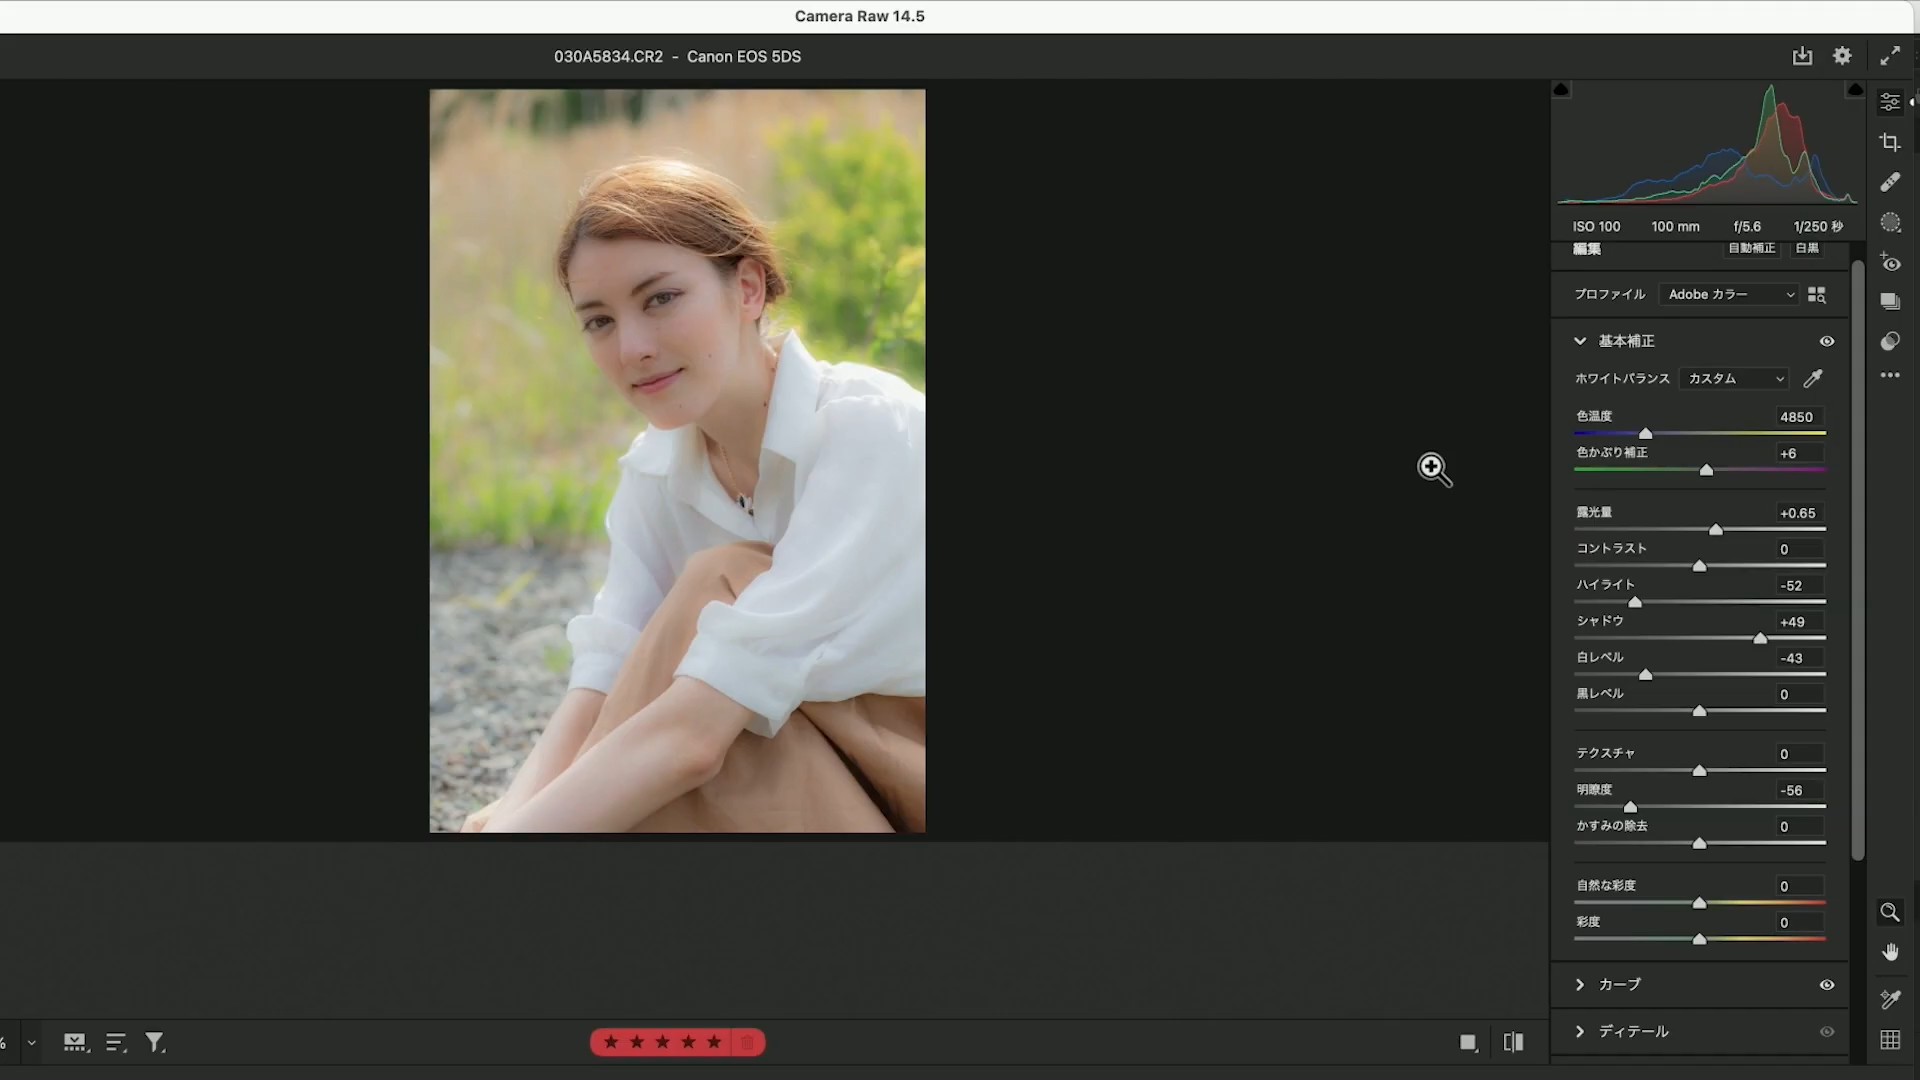 Camera Raw 14.5
030A5834.CR2 - Canon EOS 5DS
ISO 100 100 mm f/5.6 1/250 秒
編集 自動補正 白黒
プロファイル Adobe カラー
基本補正
ホワイトバランス カスタム
色温度 4850
色かぶり補正 +6
露光量 +0.65
コントラスト 0
ハイライト -52
シャドウ +49
白レベル -43
黒レベル 0
テクスチャ 0
明瞭度 -56
かすみの除去 0
自然な彩度 0
彩度 0
カーブ
ディテール
%